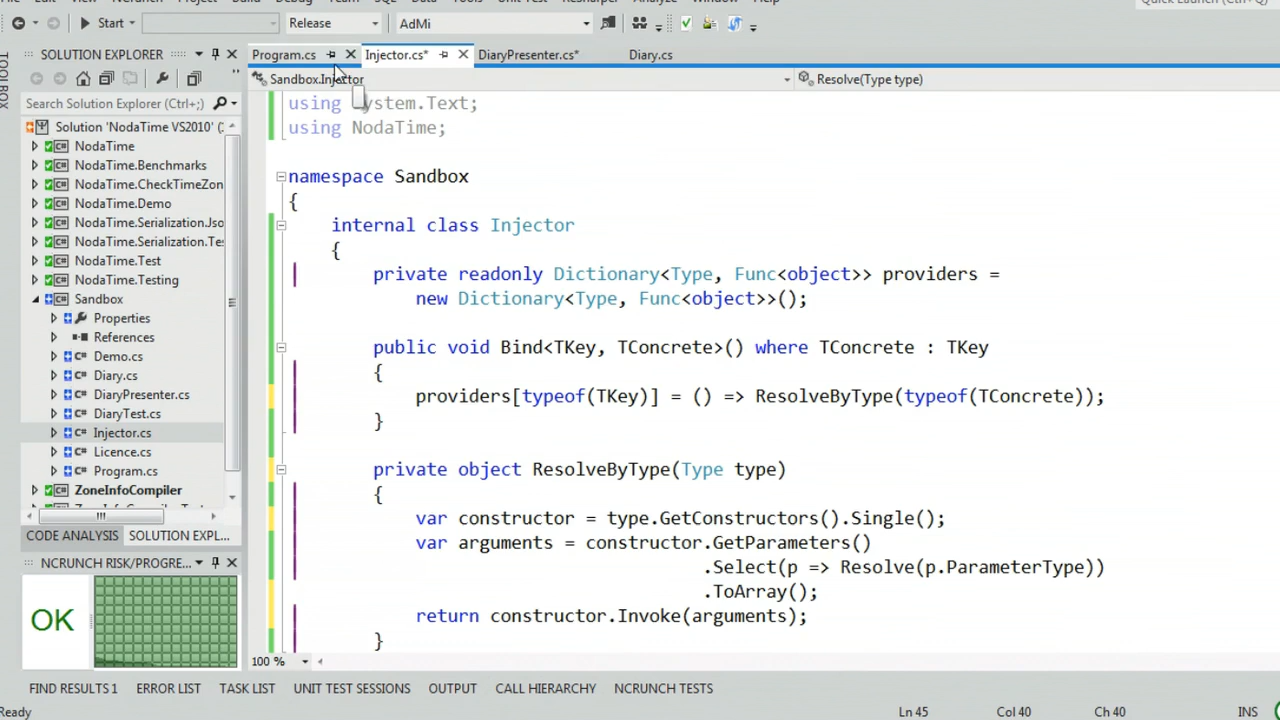 Start
Release
AdMi
SOLUTION EXPLORER
Program.cs
Injector.cs*
DiaryPresenter.cs*
Diary.cs
Sandbox.Injector
Resolve(Type type)
TOOLBOX
Search Solution Explorer (Ctrl+;)
Solution 'NodaTime VS2010' (
NodaTime
NodaTime.Benchmarks
NodaTime.CheckTimeZon
NodaTime.Demo
NodaTime.Serialization.Jso
NodaTime.Serialization.Te
NodaTime.Test
NodaTime.Testing
Sandbox
Properties
References
Demo.cs
Diary.cs
DiaryPresenter.cs
DiaryTest.cs
Injector.cs
Licence.cs
Program.cs
ZoneInfoCompiler
CODE ANALYSIS
SOLUTION EXPL...
NCRUNCH RISK/PROGRE...
OK
using System.Text;
using NodaTime;
namespace Sandbox
{
internal class Injector
{
private readonly Dictionary<Type, Func<object>> providers =
new Dictionary<Type, Func<object>>();
public void Bind<TKey, TConcrete>() where TConcrete : TKey
{
providers[typeof(TKey)] = () => ResolveByType(typeof(TConcrete));
}
private object ResolveByType(Type type)
{
var constructor = type.GetConstructors().Single();
var arguments = constructor.GetParameters()
.Select(p => Resolve(p.ParameterType))
.ToArray();
return constructor.Invoke(arguments);
}
100 %
FIND RESULTS 1
ERROR LIST
TASK LIST
UNIT TEST SESSIONS
OUTPUT
CALL HIERARCHY
NCRUNCH TESTS
Ready
Ln 45
Col 40
Ch 40
INS